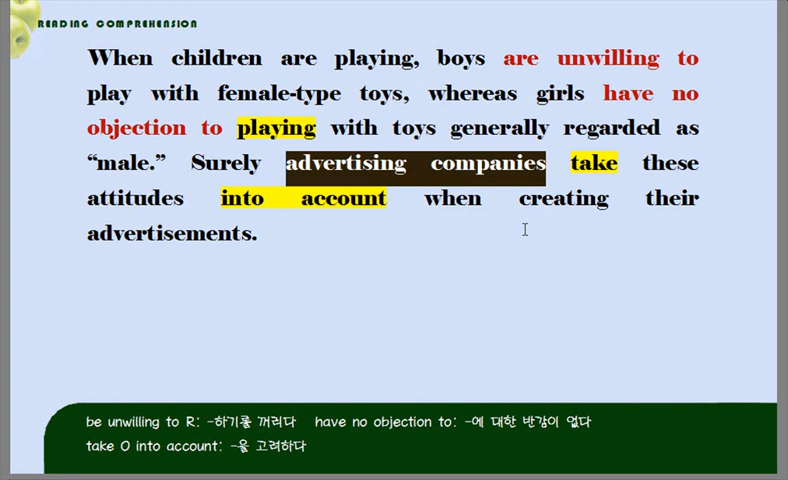 READING COMPREHENSION
When children are playing, boys are unwilling to
play with female-type toys, whereas girls have no
objection to playing with toys generally regarded as
“male.” Surely advertising companies take these
attitudes into account when creating their
advertisements.
be unwilling to R: -하기를 꺼리다 have no objection to: -에 대한 반감이 없다
take O into account: -을 고려하다